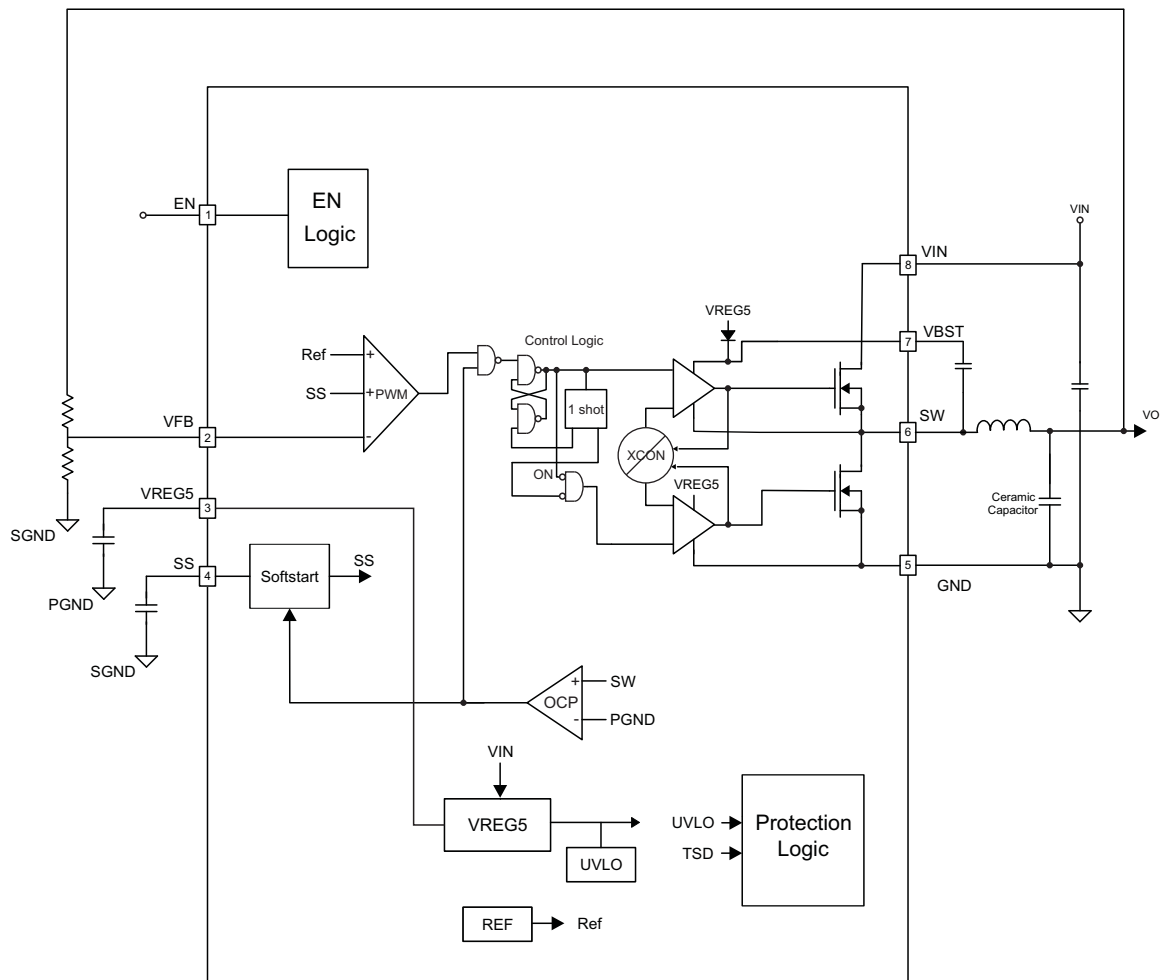 EN
1
EN
Logic
VIN
VIN
8
VREG5
VBST
7
Control Logic
Ref
+
SS
+
PWM
-
1 shot
VFB
2
SW
6
VO
XCON
ON
VREG5
Ceramic
Capacitor
VREG5
3
SGND
SS
4
Softstart
SS
5
GND
PGND
SGND
+
SW
OCP
-
PGND
VIN
VREG5
UVLO
UVLO
TSD
Protection
Logic
REF
Ref